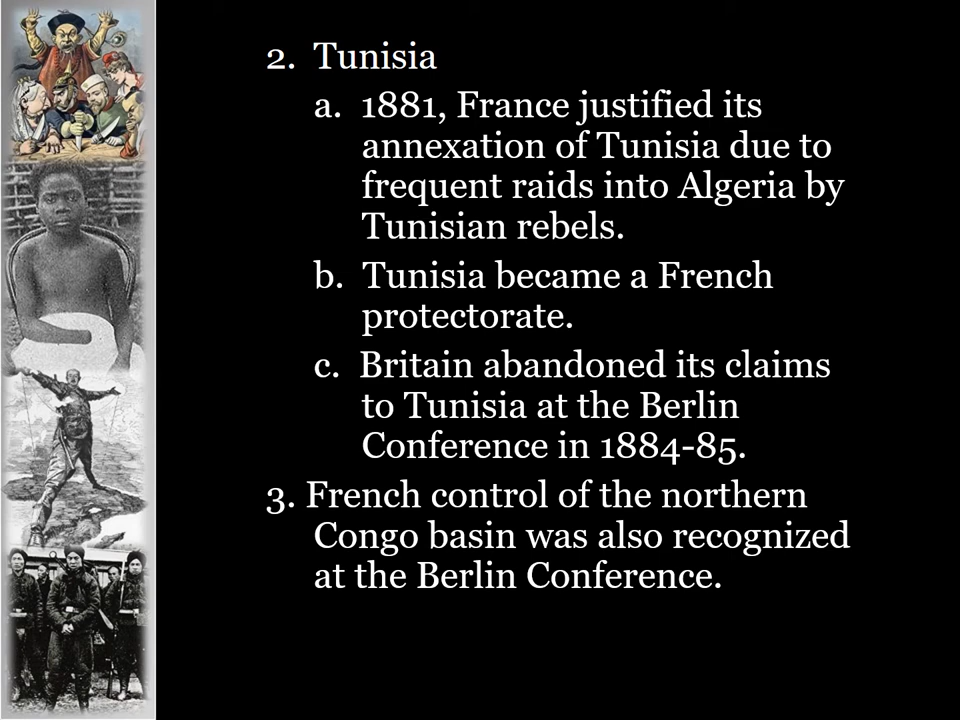 2. Tunisia
a. 1881, France justified its
annexation of Tunisia due to
frequent raids into Algeria by
Tunisian rebels.
b. Tunisia became a French
protectorate.
c. Britain abandoned its claims
to Tunisia at the Berlin
Conference in 1884-85.
3. French control of the northern
Congo basin was also recognized
at the Berlin Conference.